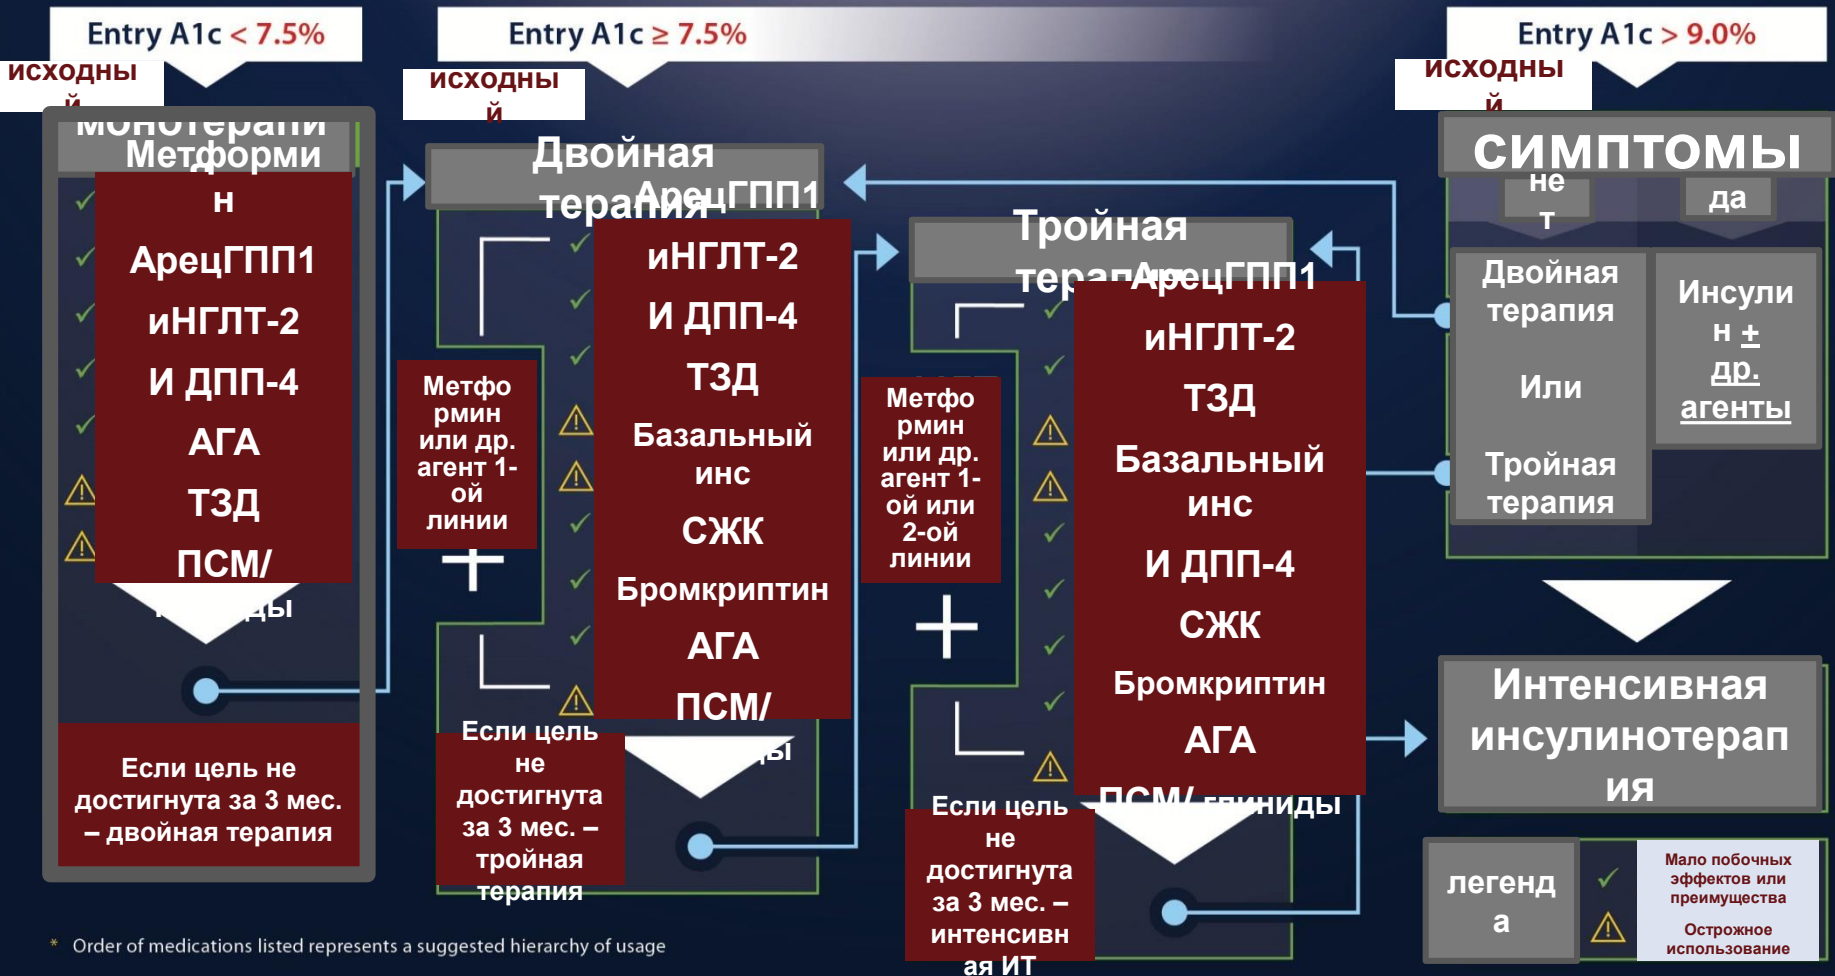 Entry A1c < 7.5%
исходны
й
монотерапи
Метформи
н
АрецГПП1
иНГЛТ-2
И ДПП-4
АГА
ТЗД
ПСМ/
Если цель не
достигнута за 3 мес.
– двойная терапия
Entry A1c ≥ 7.5%
исходны
й
Двойная
терапия
АрецГПП1
иНГЛТ-2
И ДПП-4
ТЗД
Базальный
инс
СЖК
Бромкриптин
АГА
ПСМ/
Метфо
рмин
или др.
агент 1-
ой
линии
+
Если цель
не
достигнута
за 3 мес. –
тройная
терапия
Тройная
терапия
АрецГПП1
иНГЛТ-2
ТЗД
Базальный
инс
И ДПП-4
СЖК
Бромкриптин
АГА
ПСМ/ глиниды
Метфо
рмин
или др.
агент 1-
ой или
2-ой
линии
+
Если цель
не
достигнута
за 3 мес. –
интенсивн
ая ИТ
Entry A1c > 9.0%
исходны
й
СИМПТОМЫ
не
т
да
Двойная
терапия
Или
Тройная
терапия
Инсули
н +
др.
агенты
Интенсивная
инсулинотерап
ия
легенд
а
Мало побочных
эффектов или
преимущества
Острожное
использование
* Order of medications listed represents a suggested hierarchy of usage